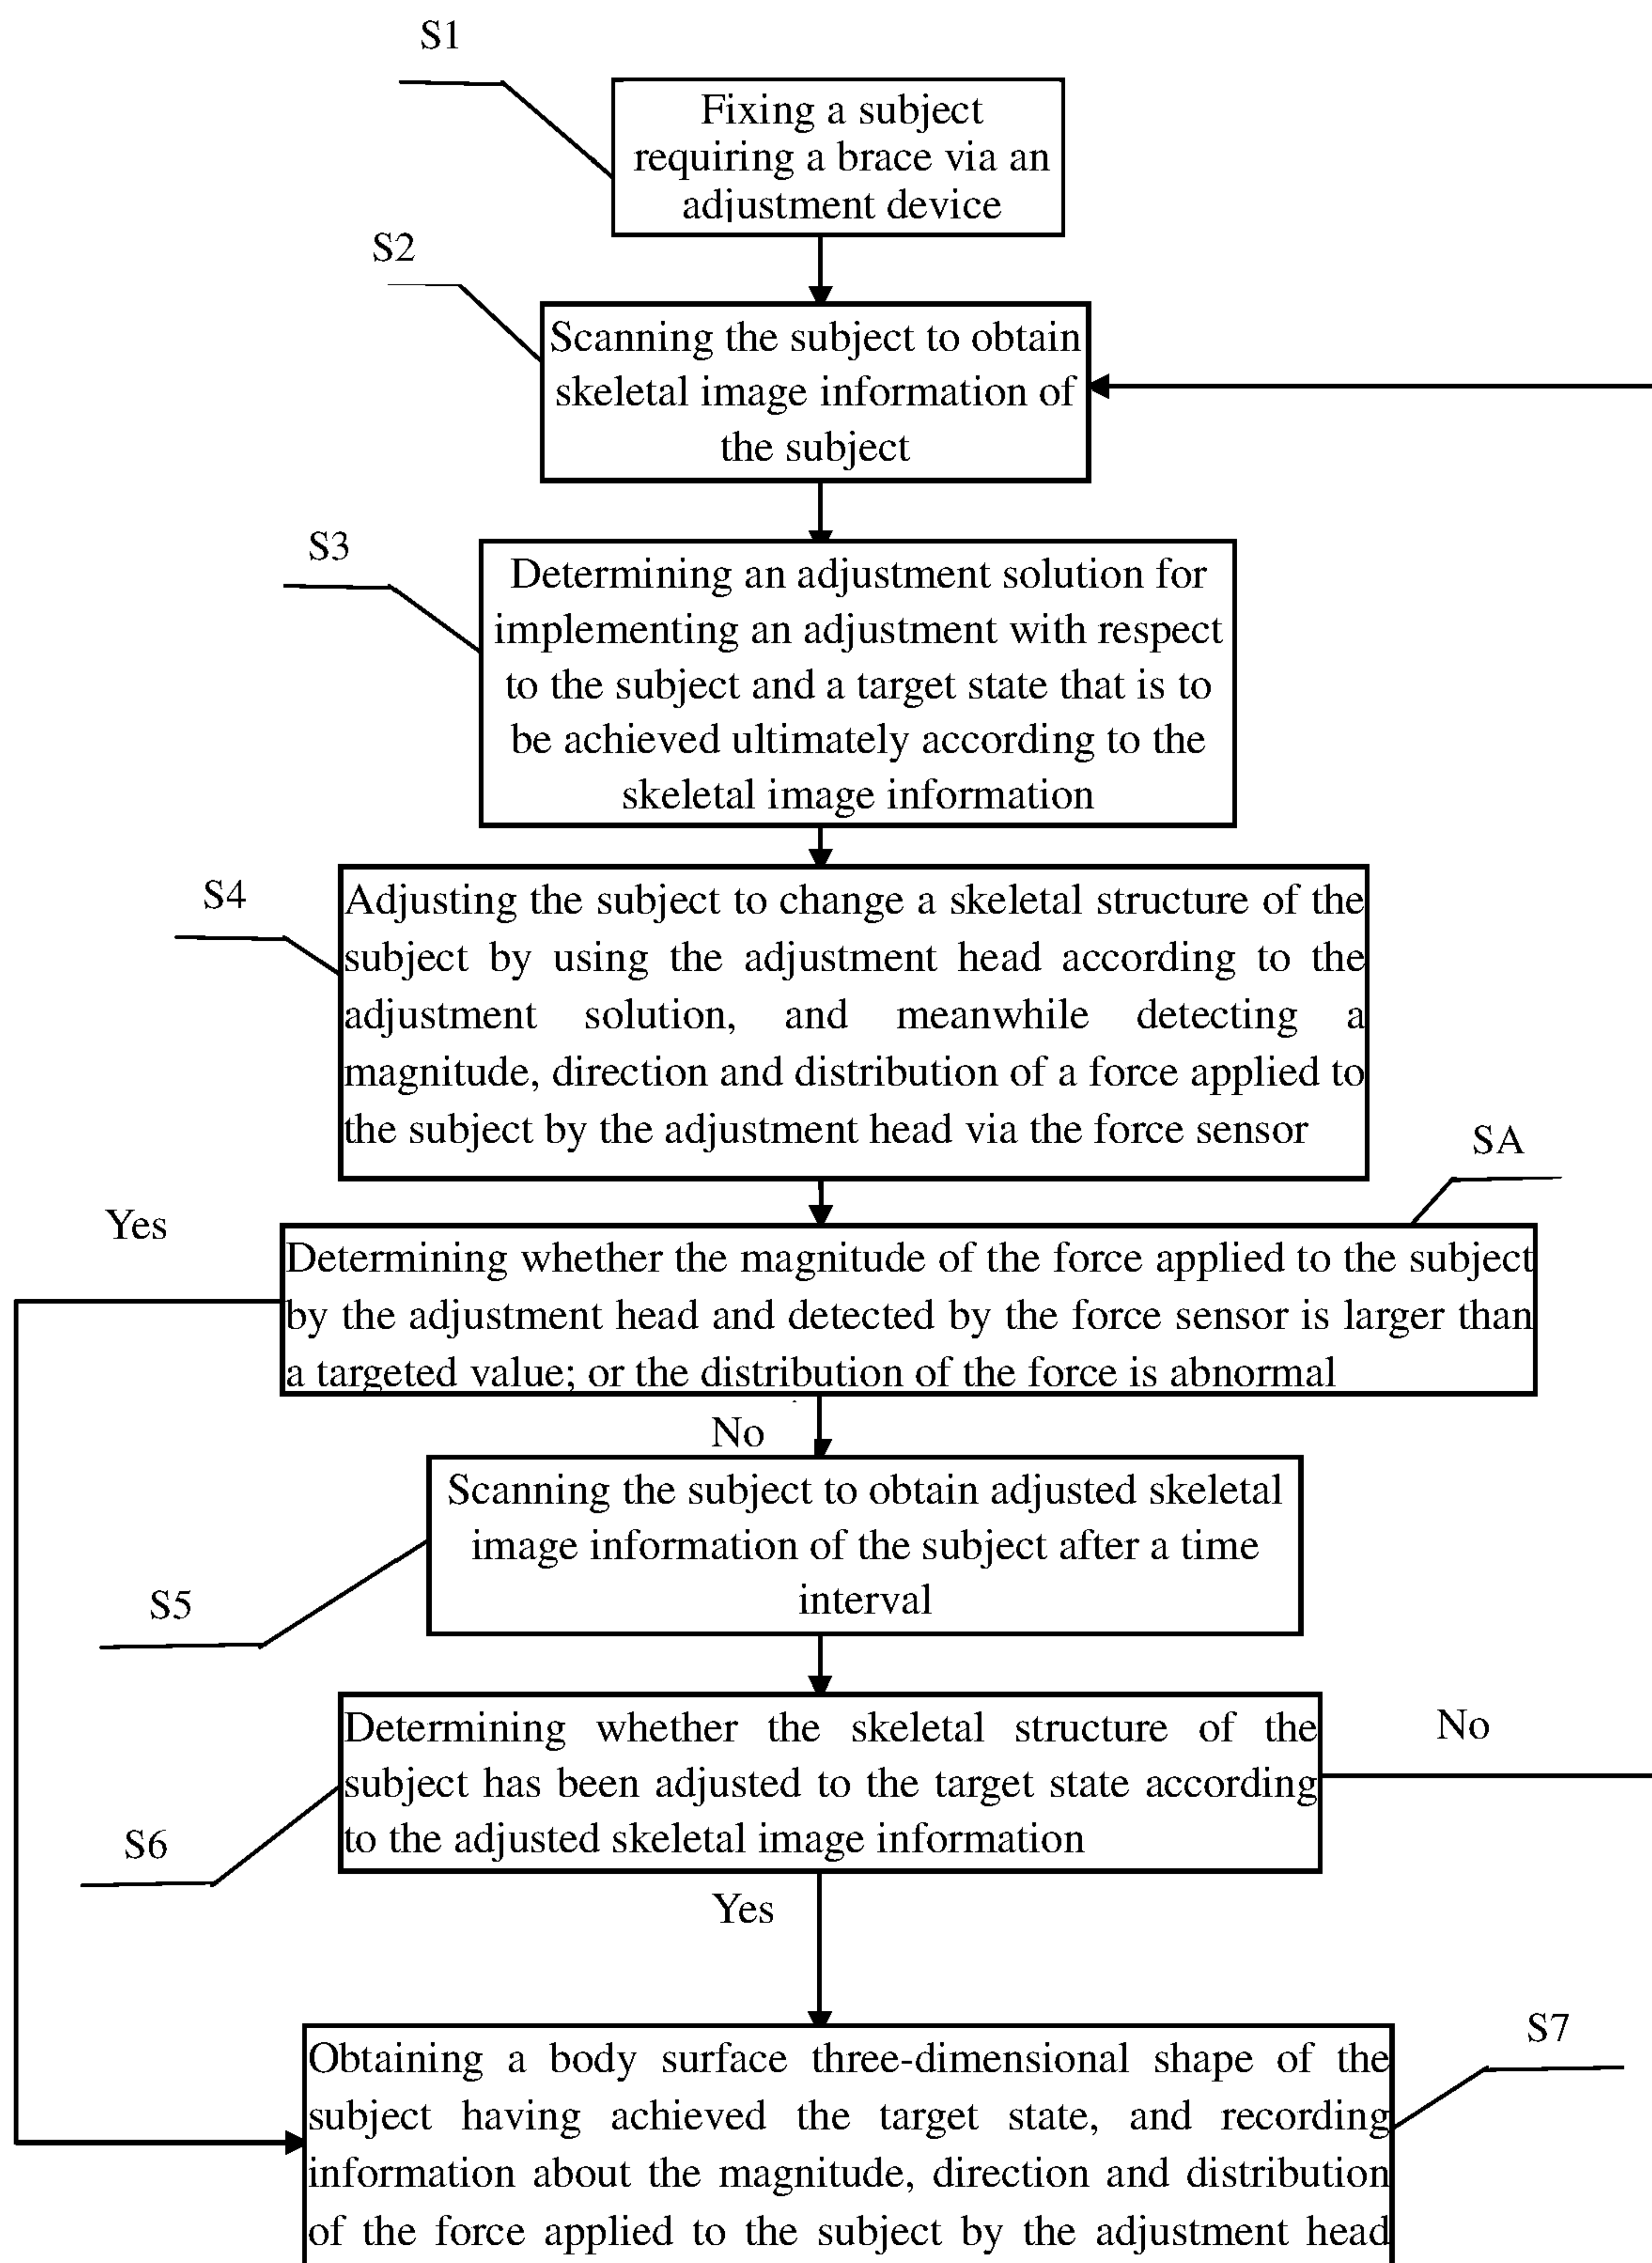 S1
Fixing a subject
requiring a brace via an
adjustment device
S2
Scanning the subject to obtain
skeletal image information of
the subject
S3
Determining an adjustment solution for
implementing an adjustment with respect
to the subject and a target state that is to
be achieved ultimately according to the
skeletal image information
S4
Adjusting the subject to change a skeletal structure of the
subject by using the adjustment head according to the
adjustment solution, and meanwhile detecting a
magnitude, direction and distribution of a force applied to
the subject by the adjustment head via the force sensor
SA
Yes
Determining whether the magnitude of the force applied to the subject
by the adjustment head and detected by the force sensor is larger than
a targeted value; or the distribution of the force is abnormal
No
Scanning the subject to obtain adjusted skeletal
image information of the subject after a time
interval
S5
Determining whether the skeletal structure of the
subject has been adjusted to the target state according
to the adjusted skeletal image information
No
S6
Yes
S7
Obtaining a body surface three-dimensional shape of the
subject having achieved the target state, and recording
information about the magnitude, direction and distribution
of the force applied to the subject by the adjustment head